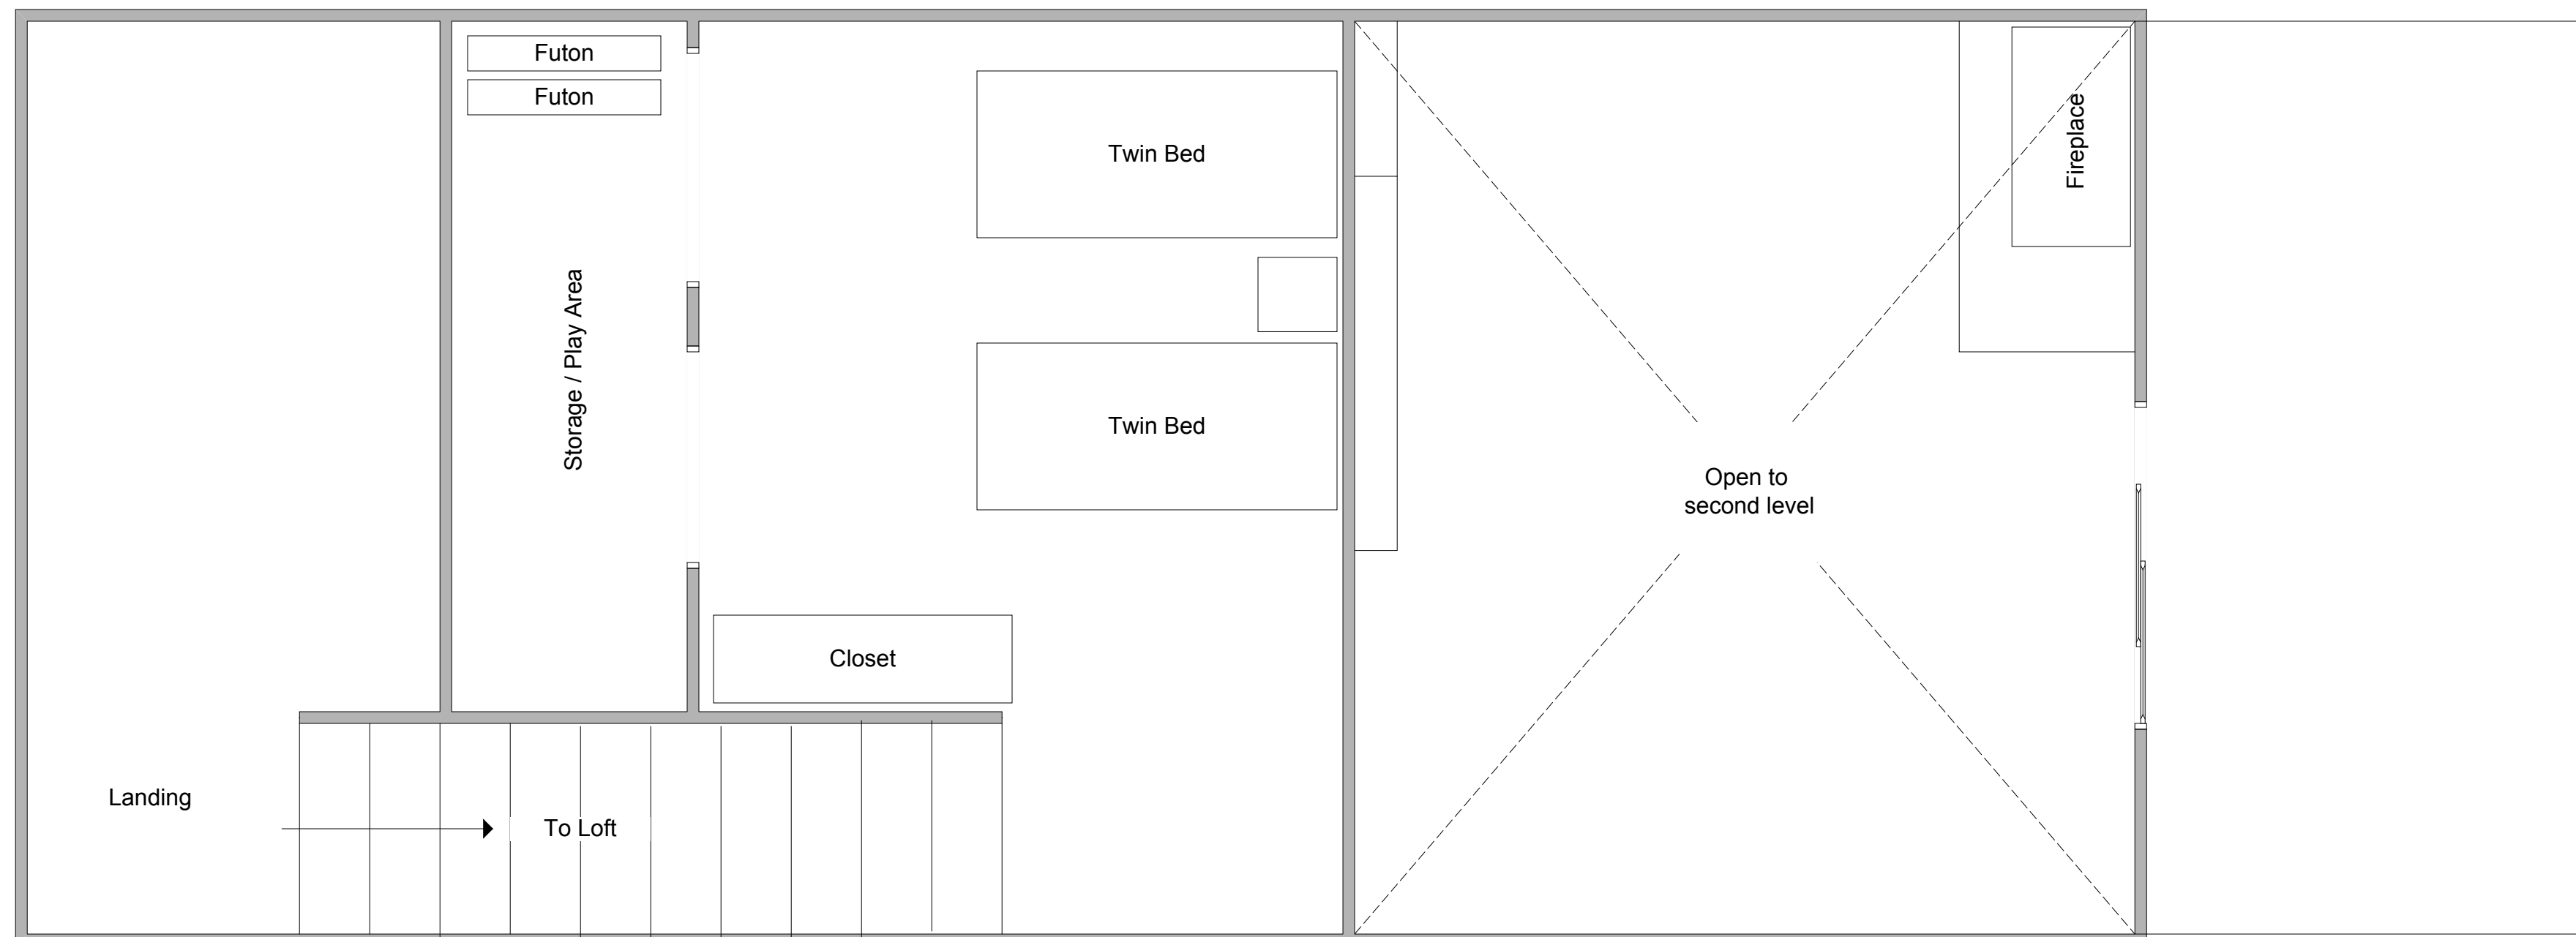 Futon
Futon
Twin Bed
Fireplace
Storage / Play Area
Twin Bed
Open to
second level
Closet
Landing
To Loft